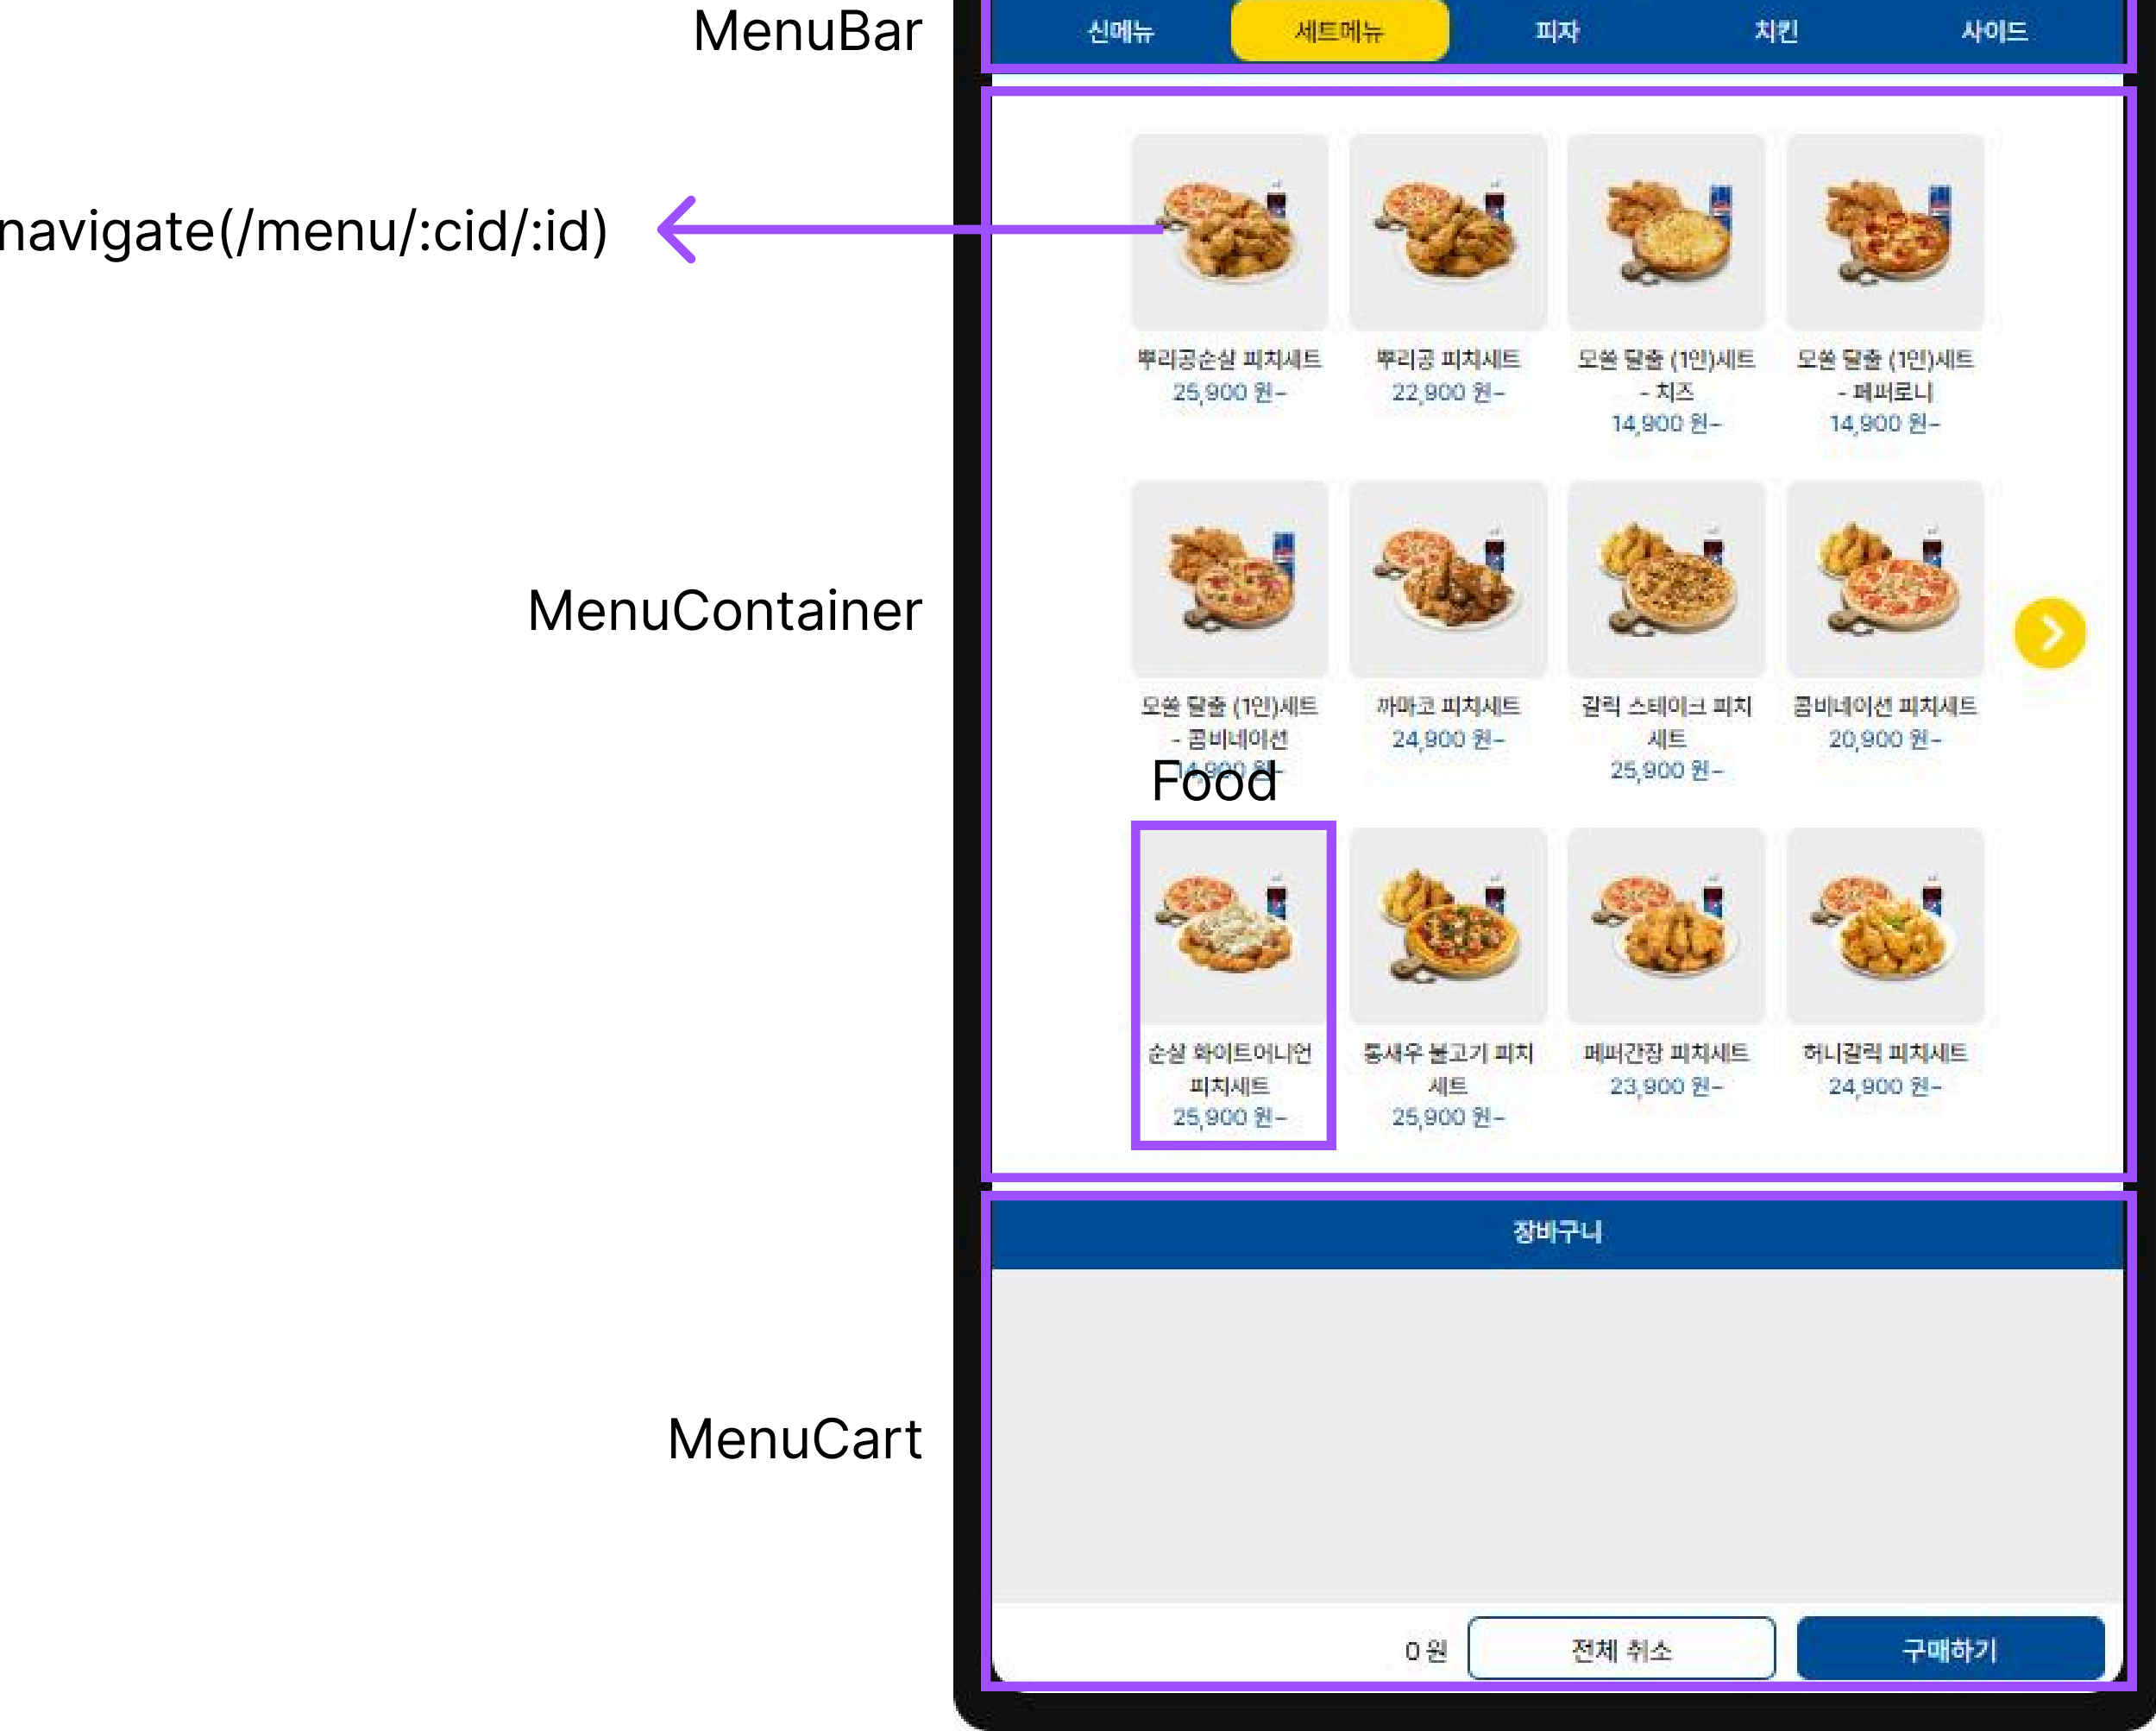 MenuBar
신메뉴 세트메뉴 피자 치킨 사이드
navigate(/menu/:cid/:id)
뿌리공순살 피치세트
25,900 원~
뿌리공 피치세트
22,900 원~
모쏠 탈출 (1인)세트
- 치즈
14,900 원~
모쏠 탈출 (1인)세트
- 페퍼로니
14,900 원~
MenuContainer
모쏠 탈출 (1인)세트
- 콤비네이션
14,900 원~
까마코 피치세트
24,900 원~
갈릭 스테이크 피치
세트
25,900 원~
콤비네이션 피치세트
20,900 원~
Food
순살 화이트어니언
피치세트
25,900 원~
통새우 불고기 피치
세트
25,900 원~
페퍼간장 피치세트
23,900 원~
허니갈릭 피치세트
24,900 원~
장바구니
MenuCart
0 원 전체 취소 구매하기